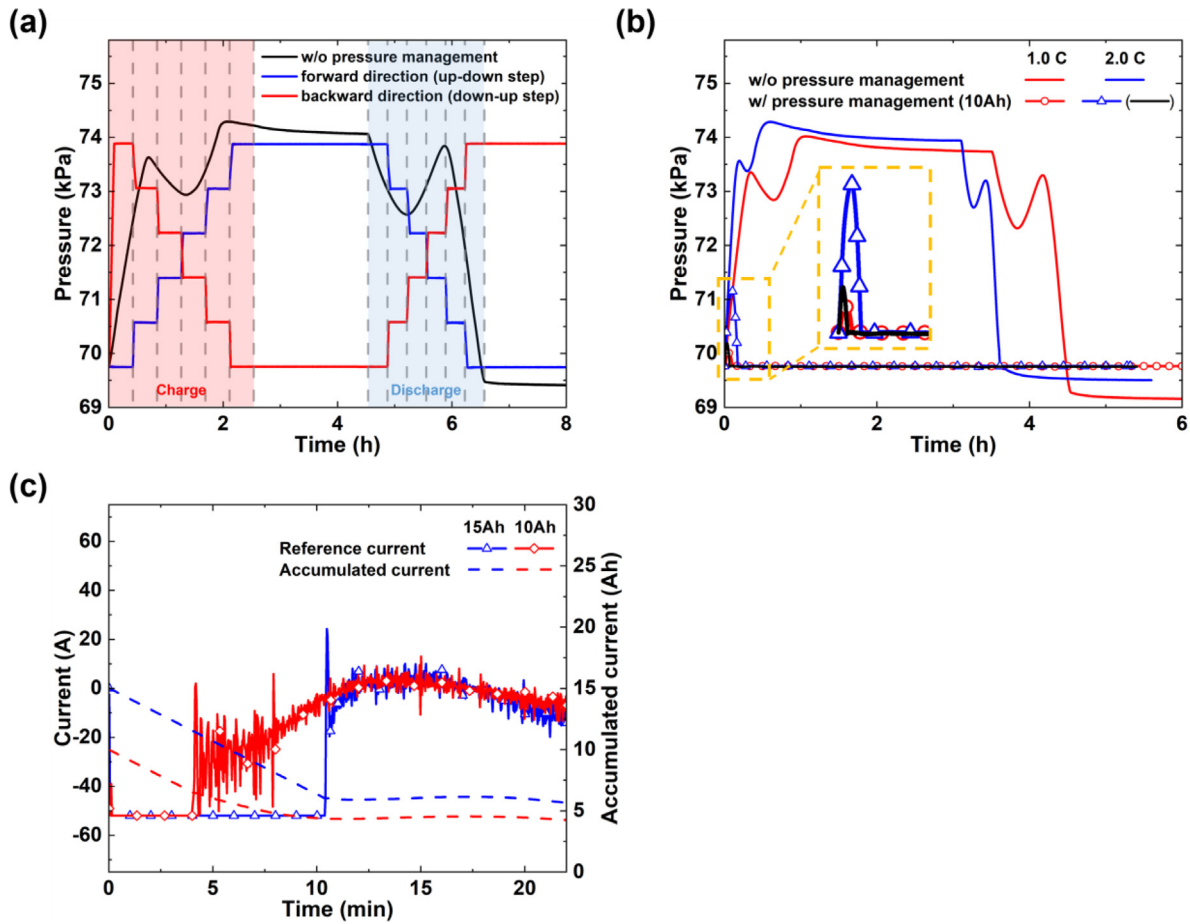 (a)
75
74
73
72
71
70
69
Pressure (kPa)
w/o pressure management
forward direction (up-down step)
backward direction (down-up step)
Charge
Discharge
0 2 4 6 8
Time (h)
(b)
75
74
73
72
71
70
69
Pressure (kPa)
1.0 C 2.0 C
w/o pressure management
w/ pressure management (10Ah) ( )
0 2 4 6
Time (h)
(c)
60
40
20
0
-20
-40
-60
Current (A)
15Ah 10Ah
Reference current
Accumulated current
30
25
20
15
10
5
0
Accumulated current (Ah)
0 5 10 15 20
Time (min)